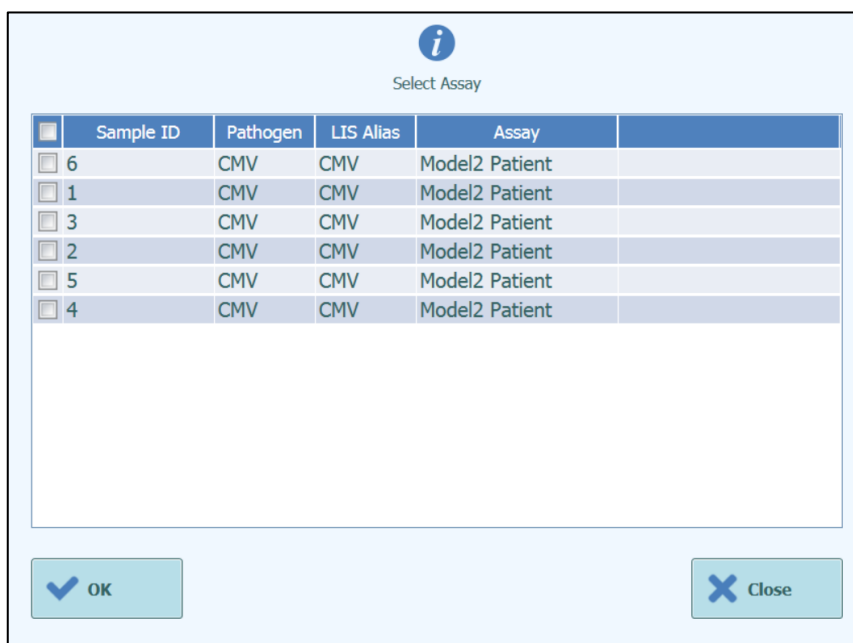 i
Select Assay
Sample ID Pathogen LIS Alias Assay
6 CMV CMV Model2 Patient
1 CMV CMV Model2 Patient
3 CMV CMV Model2 Patient
2 CMV CMV Model2 Patient
5 CMV CMV Model2 Patient
4 CMV CMV Model2 Patient
OK Close